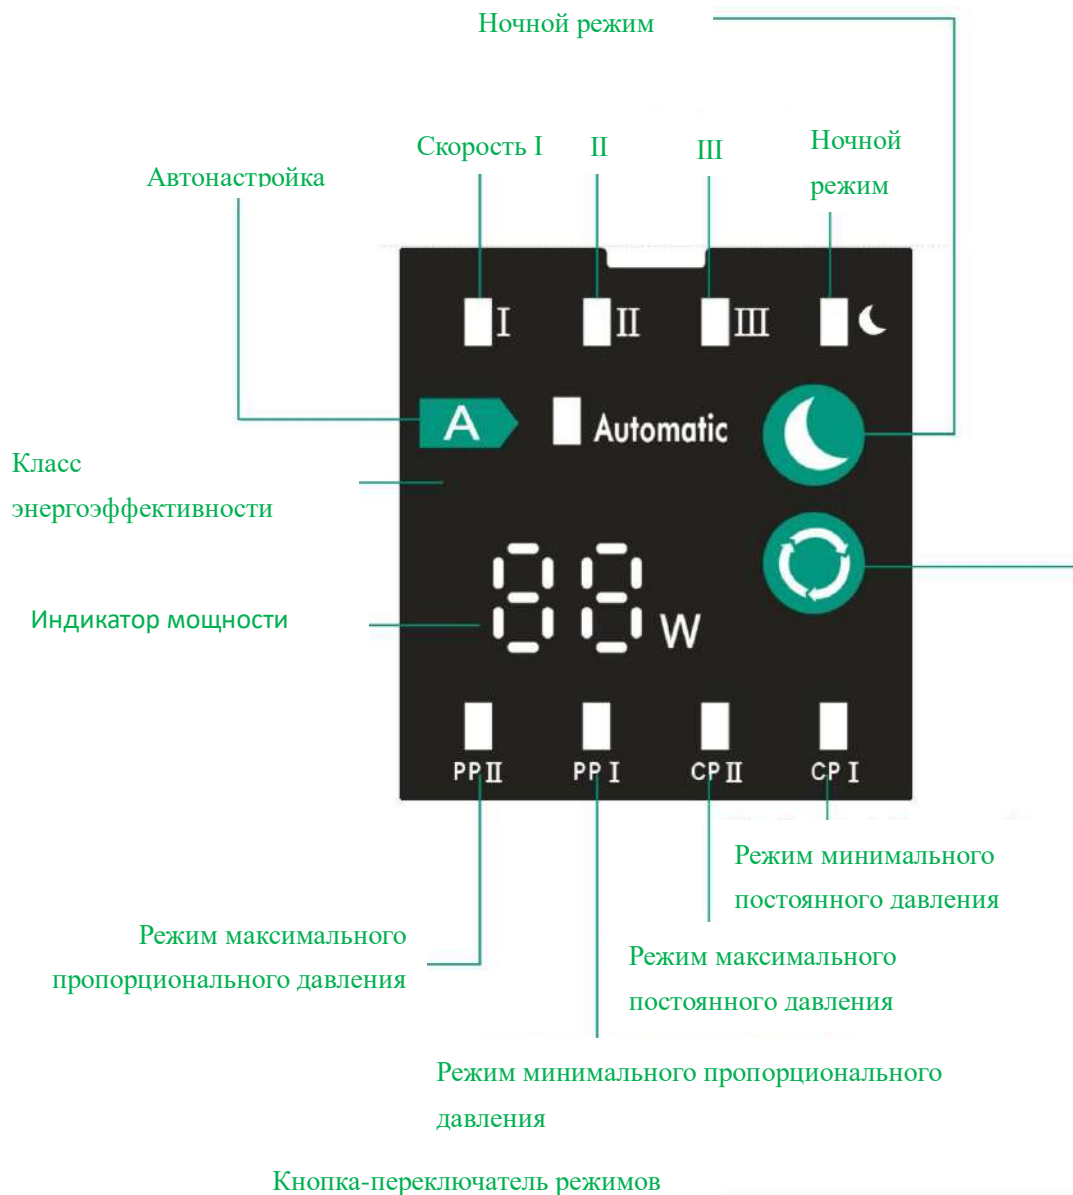 Ночной режим
Скорость I
II
III
Ночной
режим
Автонастройка
I
II
III
A
Automatic
Класс
энергоэффективности
88 W
Индикатор мощности
PP II
PP I
CP II
CP I
Режим минимального
постоянного давления
Режим максимального
пропорционального давления
Режим максимального
постоянного давления
Режим минимального пропорционального
давления
Кнопка-переключатель режимов